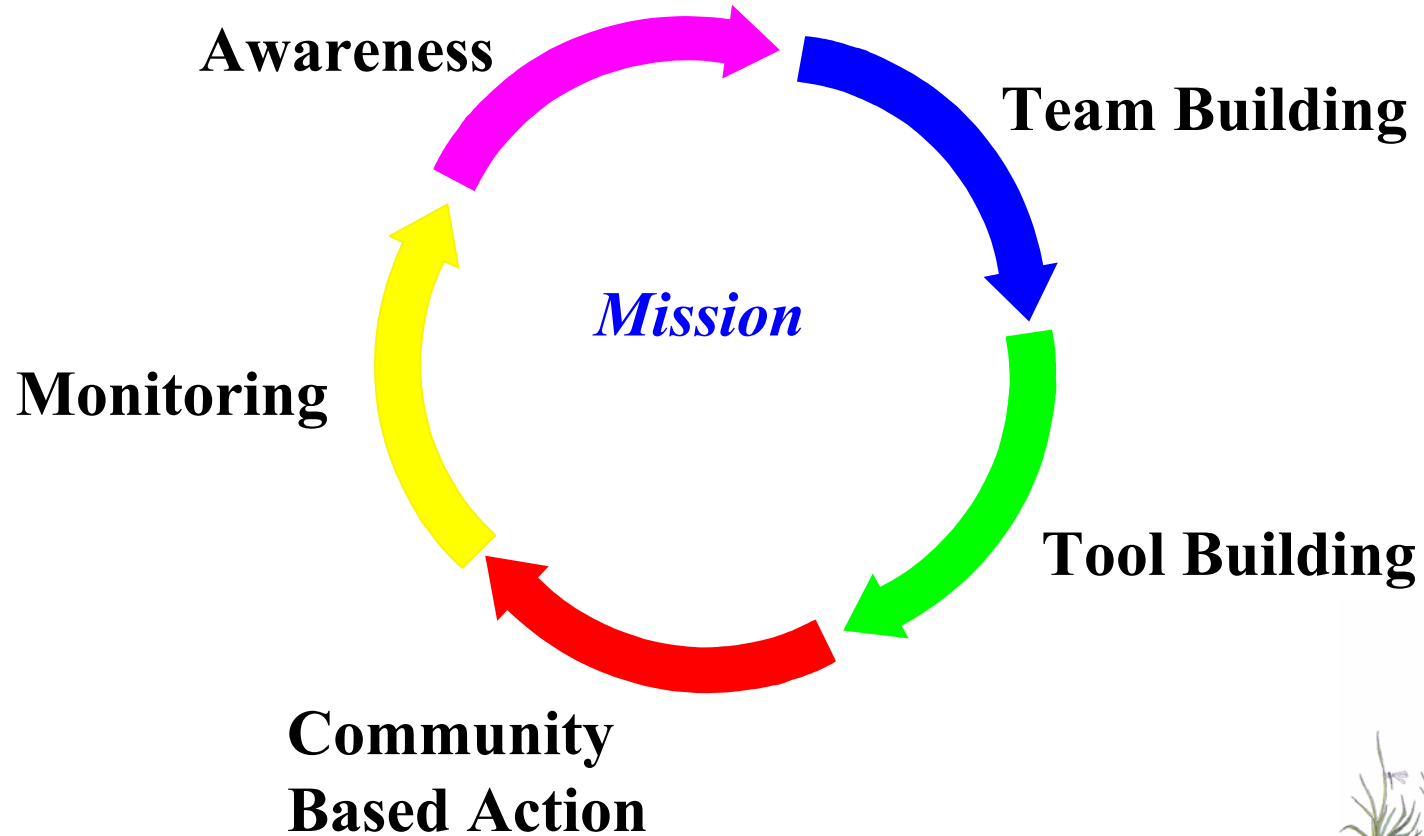 Awareness
Team Building
Mission
Monitoring
Tool Building
Community
Based Action